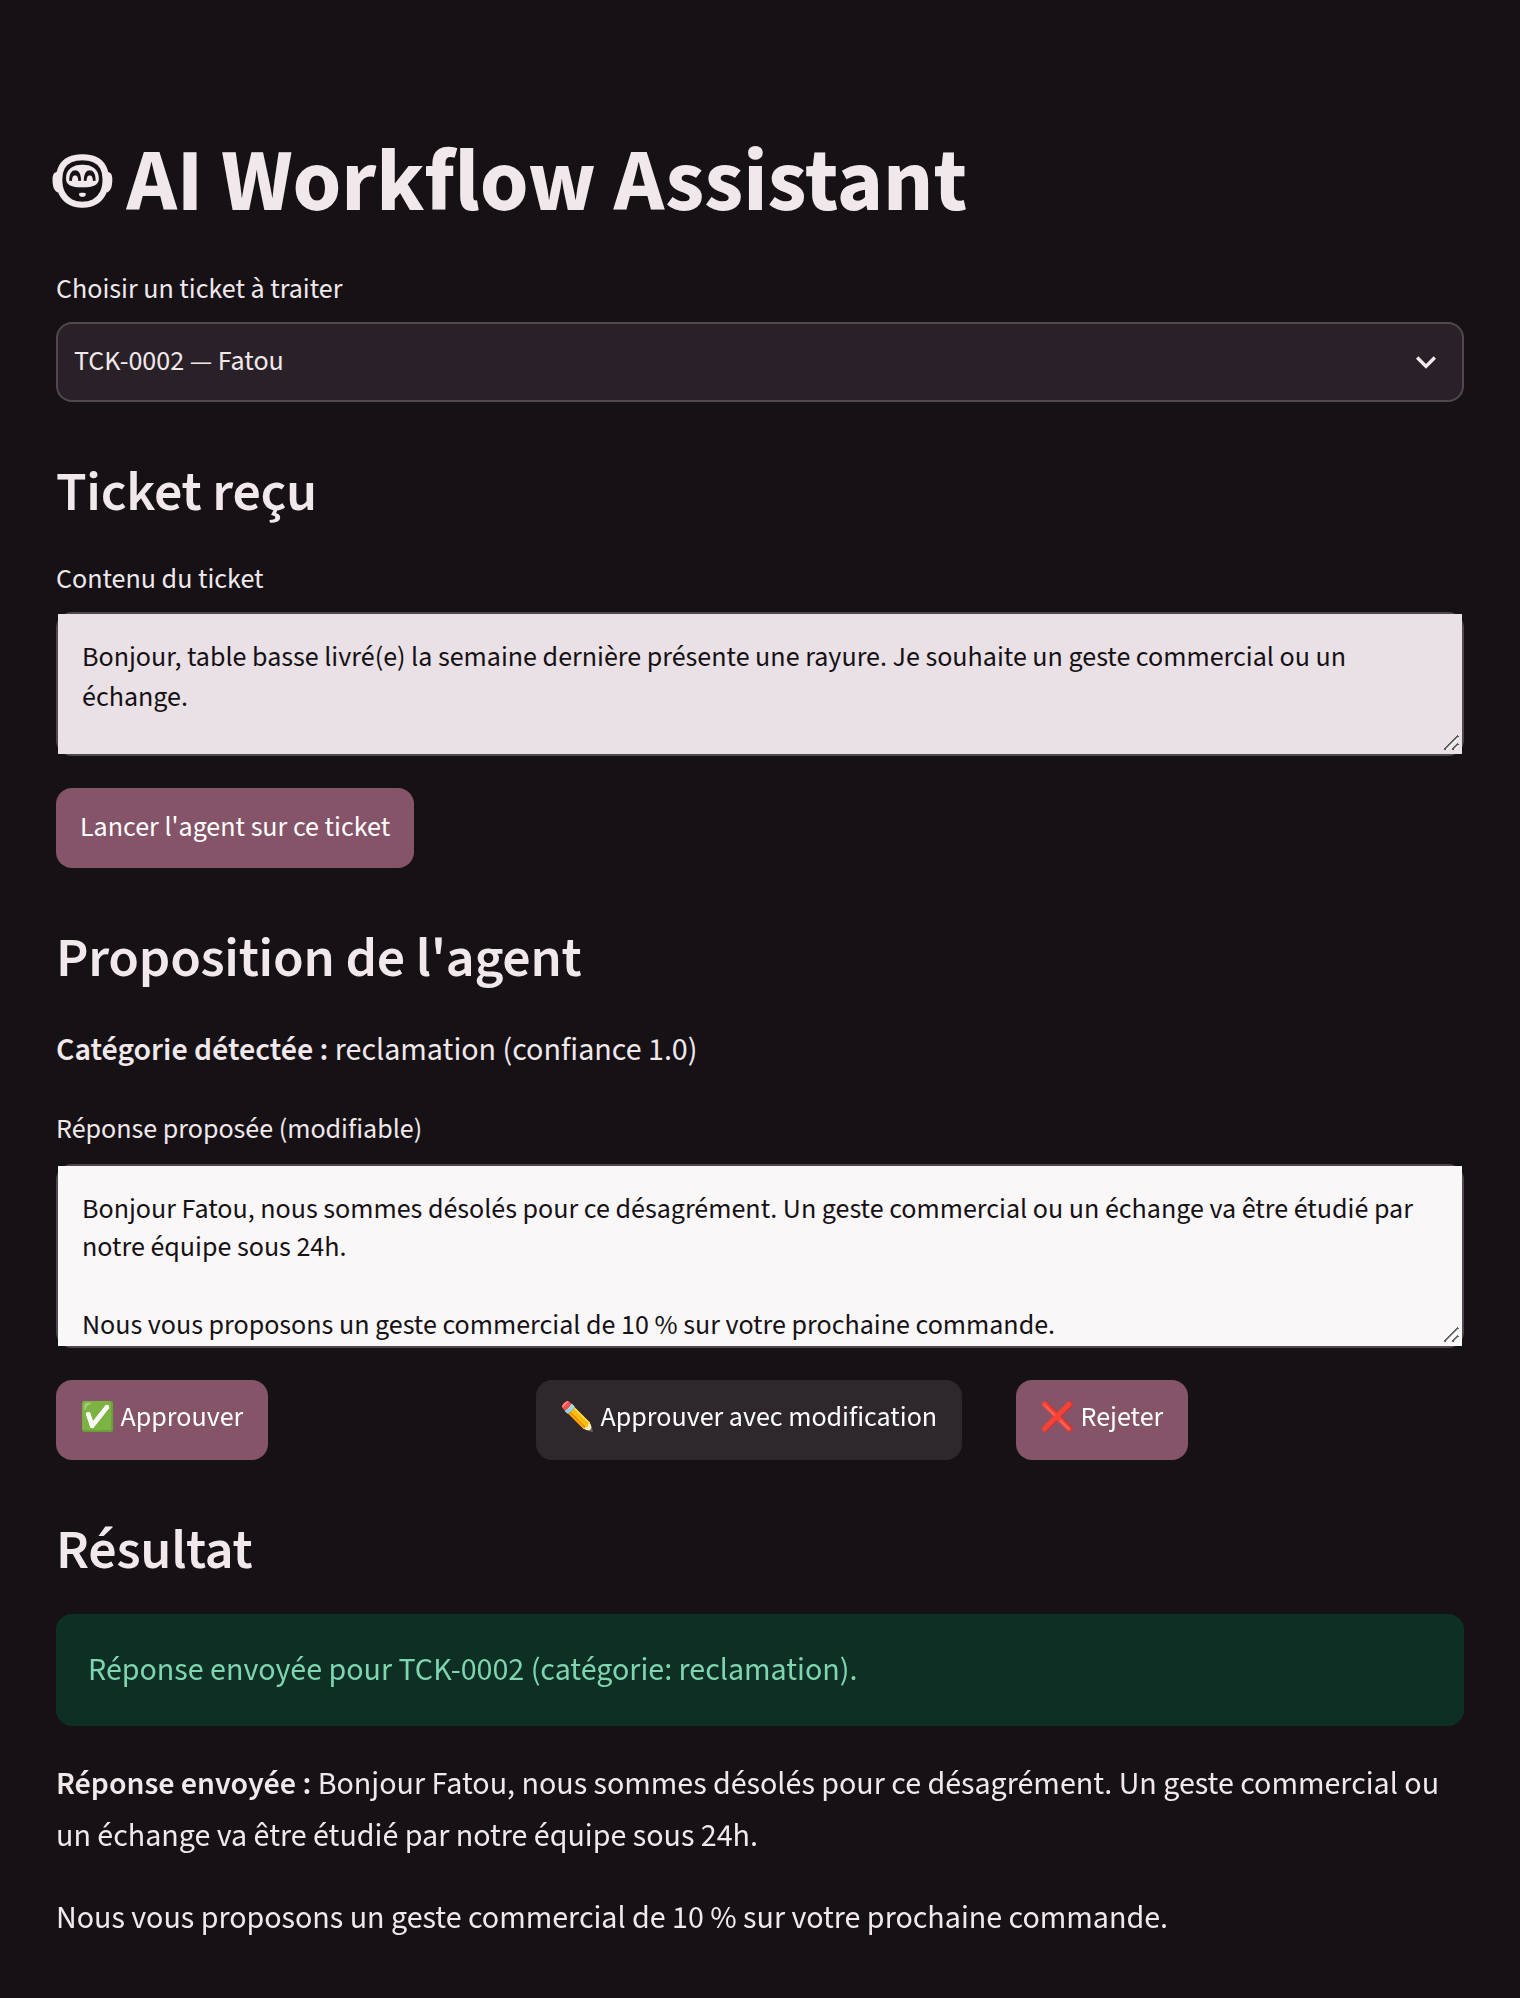 AI Workflow Assistant
Choisir un ticket à traiter
TCK-0002 — Fatou
Ticket reçu
Contenu du ticket
Bonjour, table basse livré(e) la semaine dernière présente une rayure. Je souhaite un geste commercial ou un
échange.
Lancer l'agent sur ce ticket
Proposition de l'agent
Catégorie détectée : reclamation (confiance 1.0)
Réponse proposée (modifiable)
Bonjour Fatou, nous sommes désolés pour ce désagrément. Un geste commercial ou un échange va être étudié par
notre équipe sous 24h.
Nous vous proposons un geste commercial de 10 % sur votre prochaine commande.
✅ Approuver
✏️ Approuver avec modification
❌ Rejeter
Résultat
Réponse envoyée pour TCK-0002 (catégorie: reclamation).
Réponse envoyée : Bonjour Fatou, nous sommes désolés pour ce désagrément. Un geste commercial ou
un échange va être étudié par notre équipe sous 24h.
Nous vous proposons un geste commercial de 10 % sur votre prochaine commande.